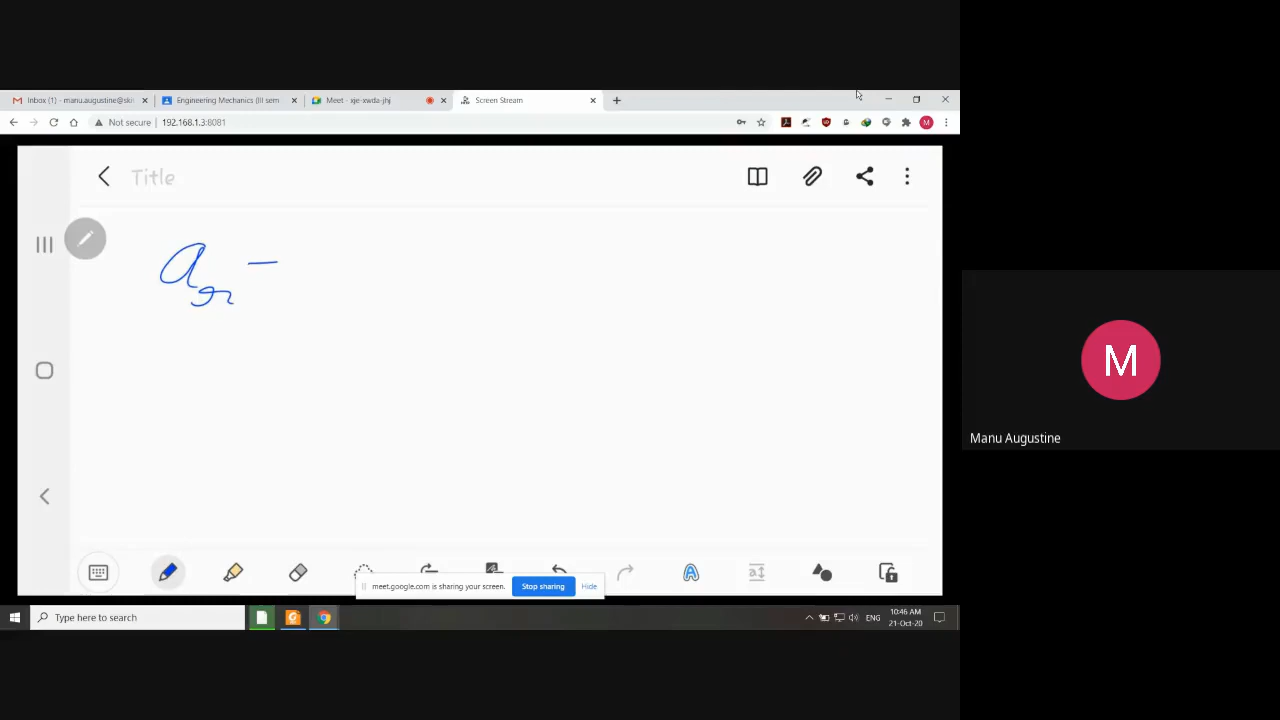 Inbox (1) - manu.augustine@ski
Engineering Mechanics (III sem
Meet - xje-xwda-jhj
Screen Stream
Not secure | 192.168.1.3:8081
Title
a_r -
Manu Augustine
M
meet.google.com is sharing your screen.
Stop sharing
Hide
Type here to search
ENG
10:46 AM
21-Oct-20